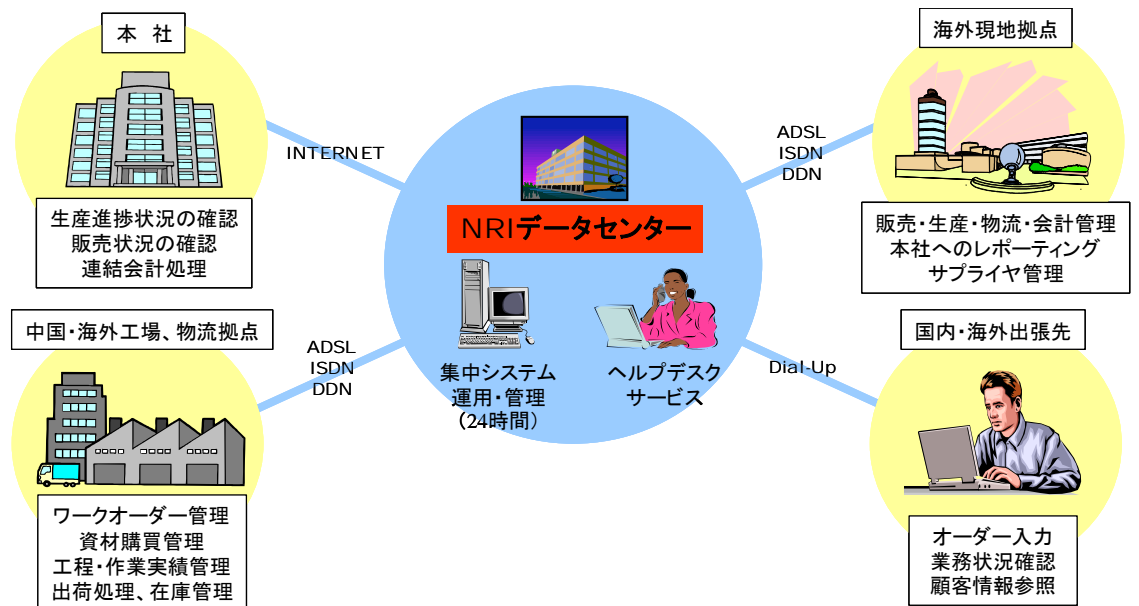 本 社
INTERNET
生産進捗状況の確認
販売状況の確認
連結会計処理
海外現地拠点
ADSL
ISDN
DDN
販売・生産・物流・会計管理
本社へのレポーティング
サプライヤ管理
NRIデータセンター
集中システム
運用・管理
（24時間）
ヘルプデスク
サービス
中国・海外工場、物流拠点
ADSL
ISDN
DDN
ワークオーダー管理
資材購買管理
工程・作業実績管理
出荷処理、在庫管理
国内・海外出張先
Dial-Up
オーダー入力
業務状況確認
顧客情報参照